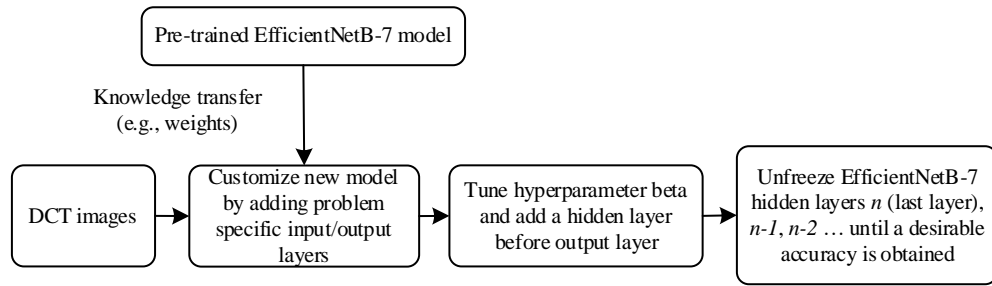 Pre-trained EfficientNetB-7 model
Knowledge transfer
(e.g., weights)
DCT images
Customize new model
by adding problem
specific input/output
layers
Tune hyperparameter beta
and add a hidden layer
before output layer
Unfreeze EfficientNetB-7
hidden layers n (last layer),
n-1, n-2 … until a desirable
accuracy is obtained